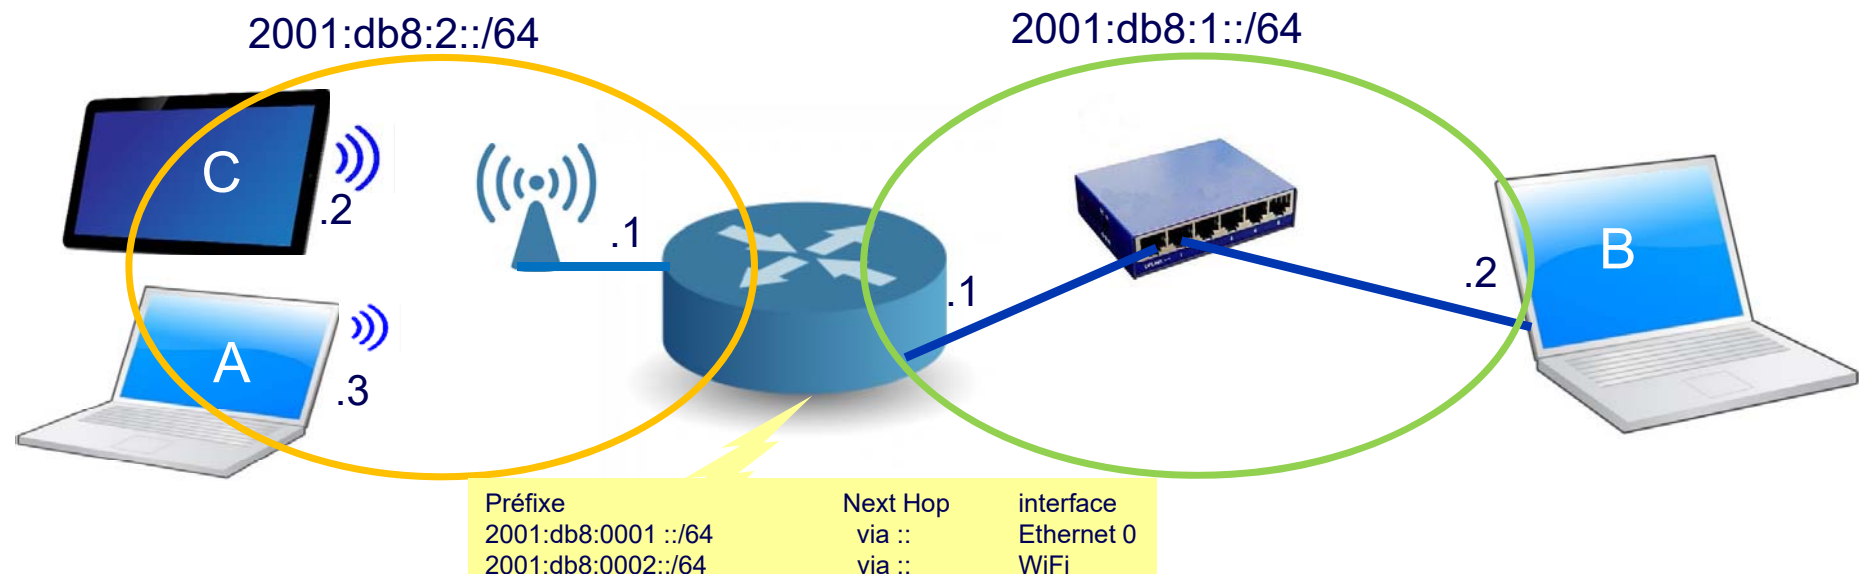 2001:db8:2::/64
2001:db8:1::/64
C
.2
.1
.1
.2
B
A
.3
Préfixe Next Hop interface
2001:db8:0001 ::/64 via :: Ethernet 0
2001:db8:0002::/64 via :: WiFi